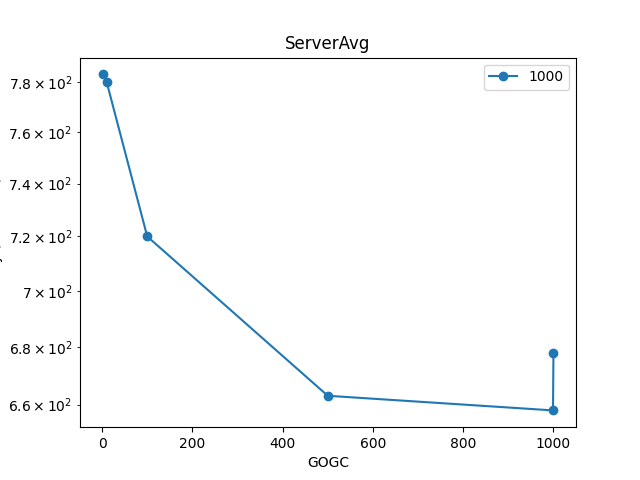 ServerAvg
1000
7.8 × 10²
7.6 × 10²
7.4 × 10²
7.2 × 10²
7 × 10²
6.8 × 10²
6.6 × 10²
0 200 400 600 800 1000
GOGC